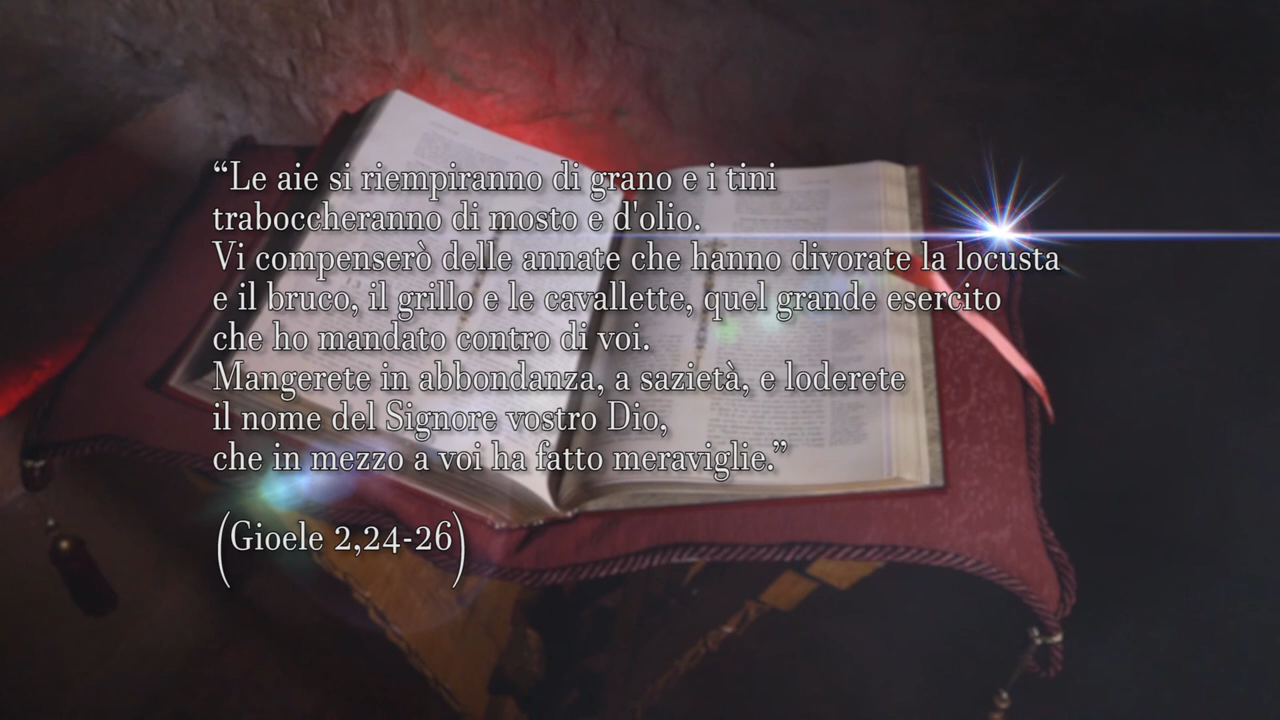 “Le aie si riempiranno di grano e i tini
traboccheranno di mosto e d'olio.
Vi compenserò delle annate che hanno divorate la locusta
e il bruco, il grillo e le cavallette, quel grande esercito
che ho mandato contro di voi.
Mangerete in abbondanza, a sazietà, e loderete
il nome del Signore vostro Dio,
che in mezzo a voi ha fatto meraviglie.”
(Gioele 2,24-26)